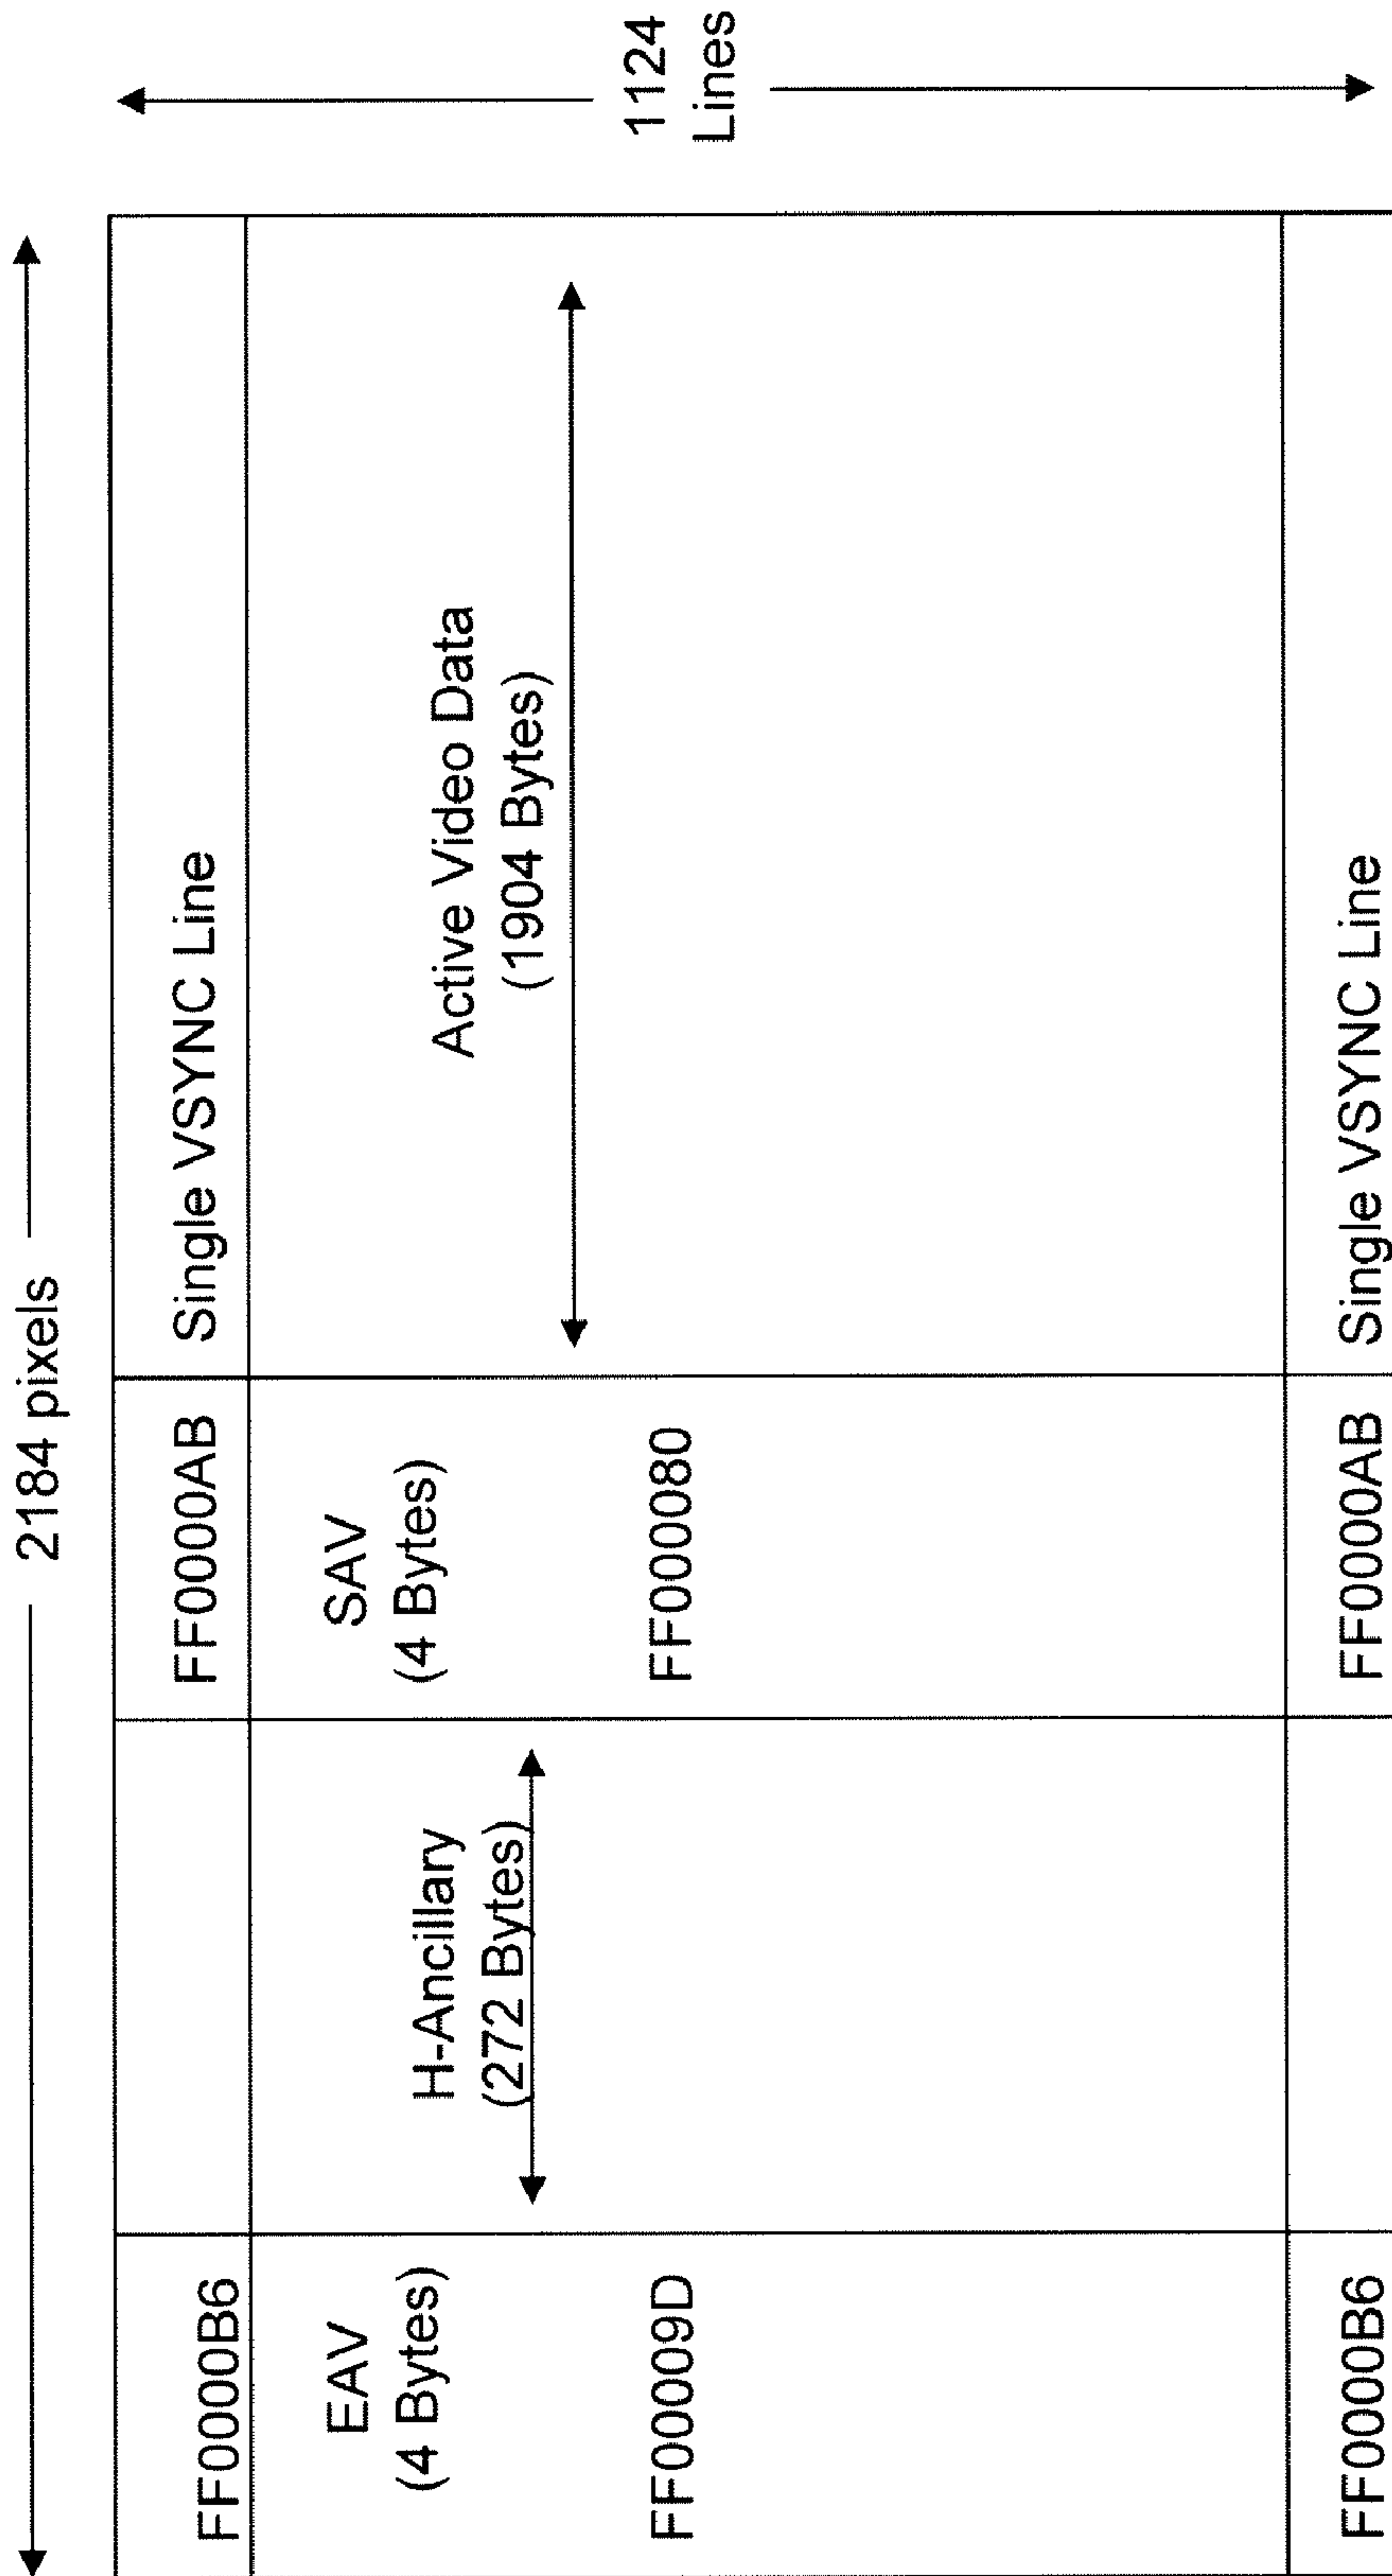 2184 pixels
1124
Lines
FF0000B6
FF0000AB
Single VSYNC Line
EAV
(4 Bytes)
FF00009D
H-Ancillary
(272 Bytes)
SAV
(4 Bytes)
FF000080
Active Video Data
(1904 Bytes)
FF0000B6
FF0000AB
Single VSYNC Line